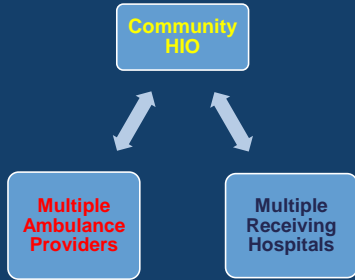 Community
HIO
Multiple
Ambulance
Providers
Multiple
Receiving
Hospitals